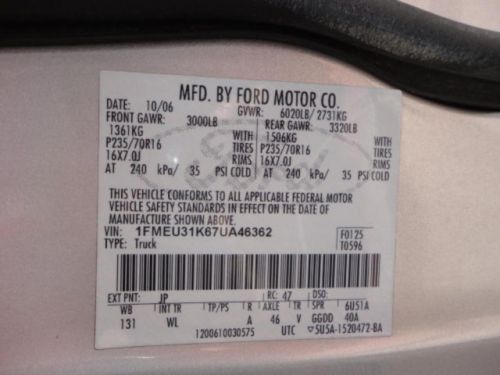 MFD. BY FORD MOTOR CO.
DATE: 10/06 GVWR: 6020LB/ 2731KG
FRONT GAWR: 3000LB REAR GAWR: 3320LB
1361KG WITH 1506KG WITH
P235/70R16 TIRES P235/70R16 TIRES
16X7.0J RIMS 16X7.0J RIMS
AT 240 kPa/ 35 PSI COLD AT 240 kPa/ 35 PSI COLD
THIS VEHICLE CONFORMS TO ALL APPLICABLE FEDERAL MOTOR
VEHICLE SAFETY STANDARDS IN EFFECT ON THE DATE OF
MANUFACTURE SHOWN ABOVE.
VIN: 1FMEU31K67UA46362 F0125
TYPE: Truck T0596
EXT PNT: JP RC: 47 DSO:
WB INT TR TP/PS R AXLE TR SPR 6U51A
131 WL A 46 V GGDD 40A
1200610030575 UTC 5U5A-1520472-BA